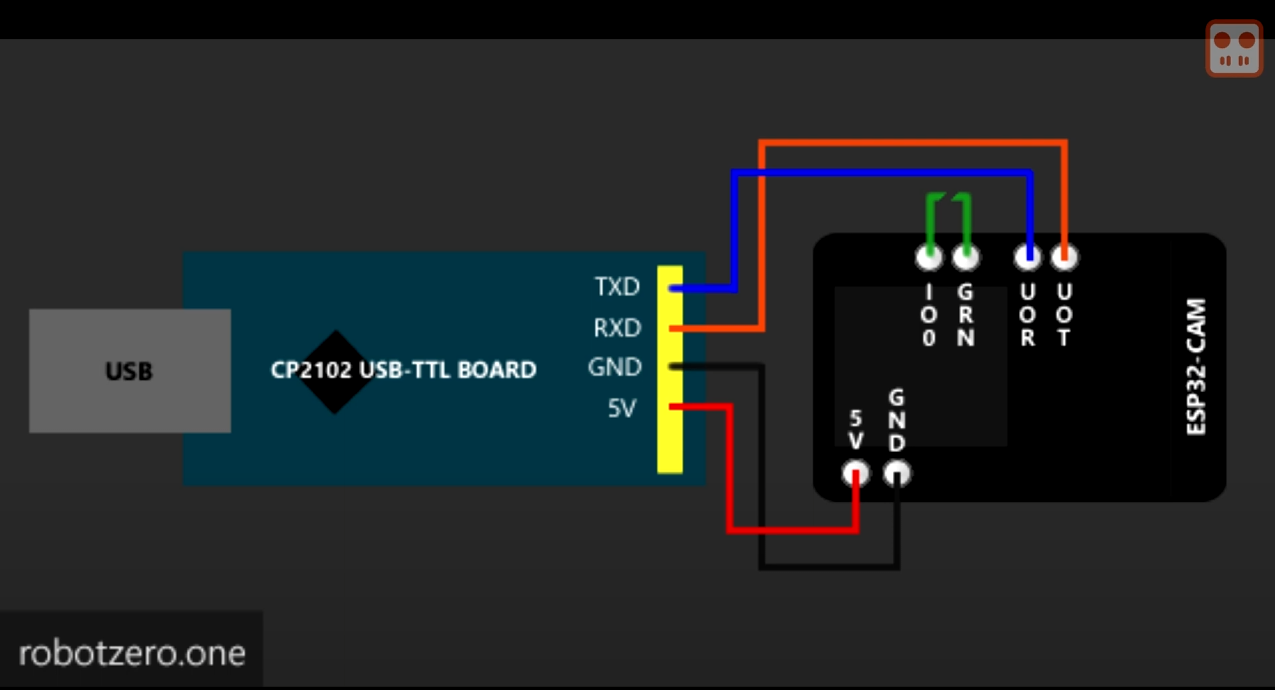 TXD
RXD
GND
5V
USB
CP2102 USB-TTL BOARD
IO0
GRN
UOR
UOT
5V
GND
ESP32-CAM
robotzero.one